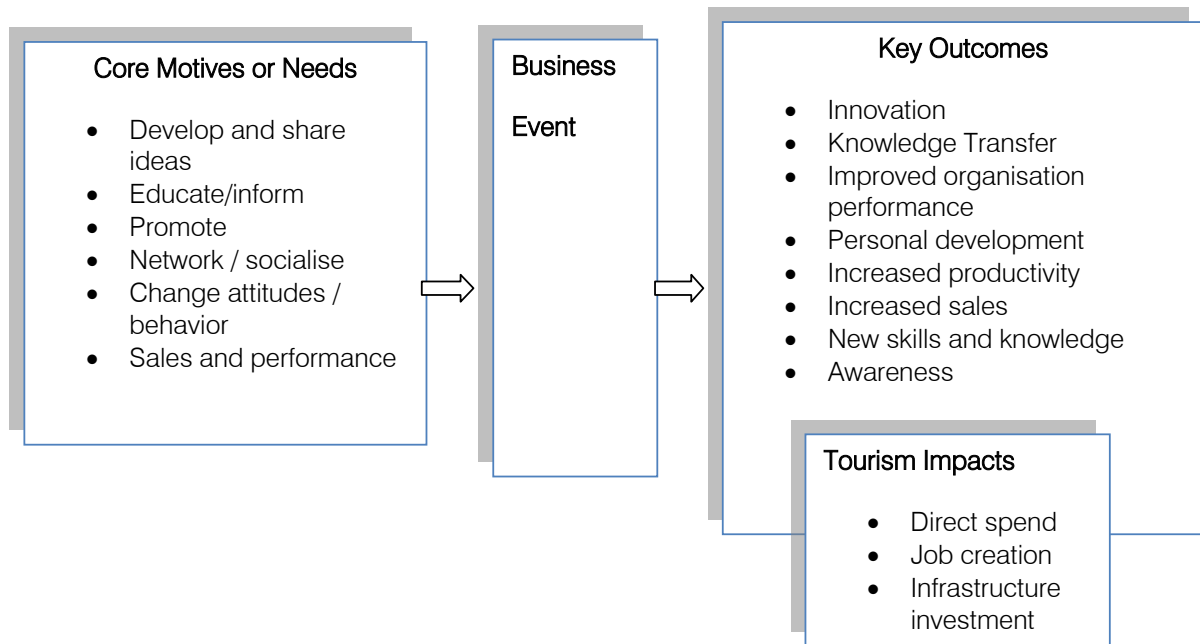 Core Motives or Needs
• Develop and share
ideas
• Educate/inform
• Promote
• Network / socialise
• Change attitudes /
behavior
• Sales and performance
Business
Event
Key Outcomes
• Innovation
• Knowledge Transfer
• Improved organisation
performance
• Personal development
• Increased productivity
• Increased sales
• New skills and knowledge
• Awareness
Tourism Impacts
• Direct spend
• Job creation
• Infrastructure
investment